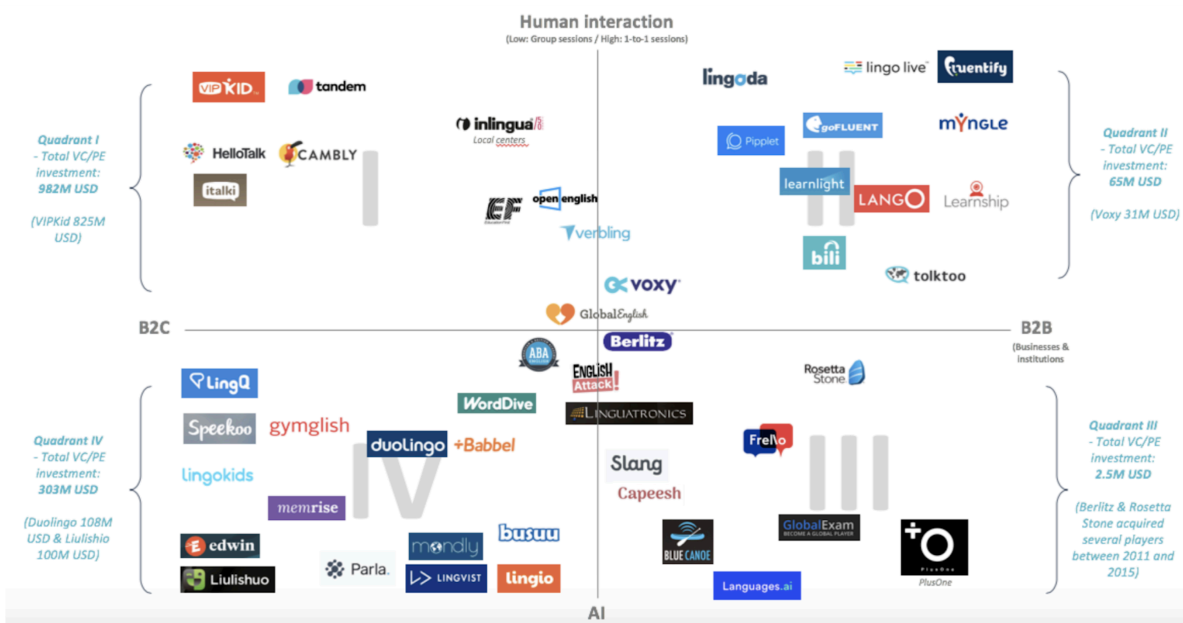 Human interaction
(Low: Group sessions / High: 1-to-1 sessions)
VIPKID
tandem
HelloTalk
CAMBLY
italki
inlingua
Local centers
EF
open english
verbling
I
lingoda
lingo live
fluentify
Pipplet
goFLUENT
MYNGLE
learnlight
LANGO
Learnship
bili
tolktoo
voxy
II
Quadrant I
- Total VC/PE
investment:
982M USD
(VIPKid 825M
USD)
Quadrant II
- Total VC/PE
investment:
65M USD
(Voxy 31M USD)
GlobalEnglish
B2C
B2B
(Businesses &
institutions
Berlitz
ABA
ENGLISH
ENGLISH
Attack!
Rosetta
Stone
LINGUATRONICS
LingQ
Speekoo
gymglish
WordDive
duoLingo
+Babbel
lingokids
memrise
IV
edwin
Liulishuo
Parla.
mondly
busuu
LINGVIST
lingio
Frello
Slang
Capeesh
III
BLUE CANOE
GlobalExam
BECOME A GLOBAL PLAYER
+O
PlusOne
PlusOne
Languages.ai
Quadrant IV
- Total VC/PE
investment:
303M USD
(Duolingo 108M
USD & Liulishio
100M USD)
Quadrant III
- Total VC/PE
investment:
2.5M USD
(Berlitz & Rosetta
Stone acquired
several players
between 2011 and
2015)
AI